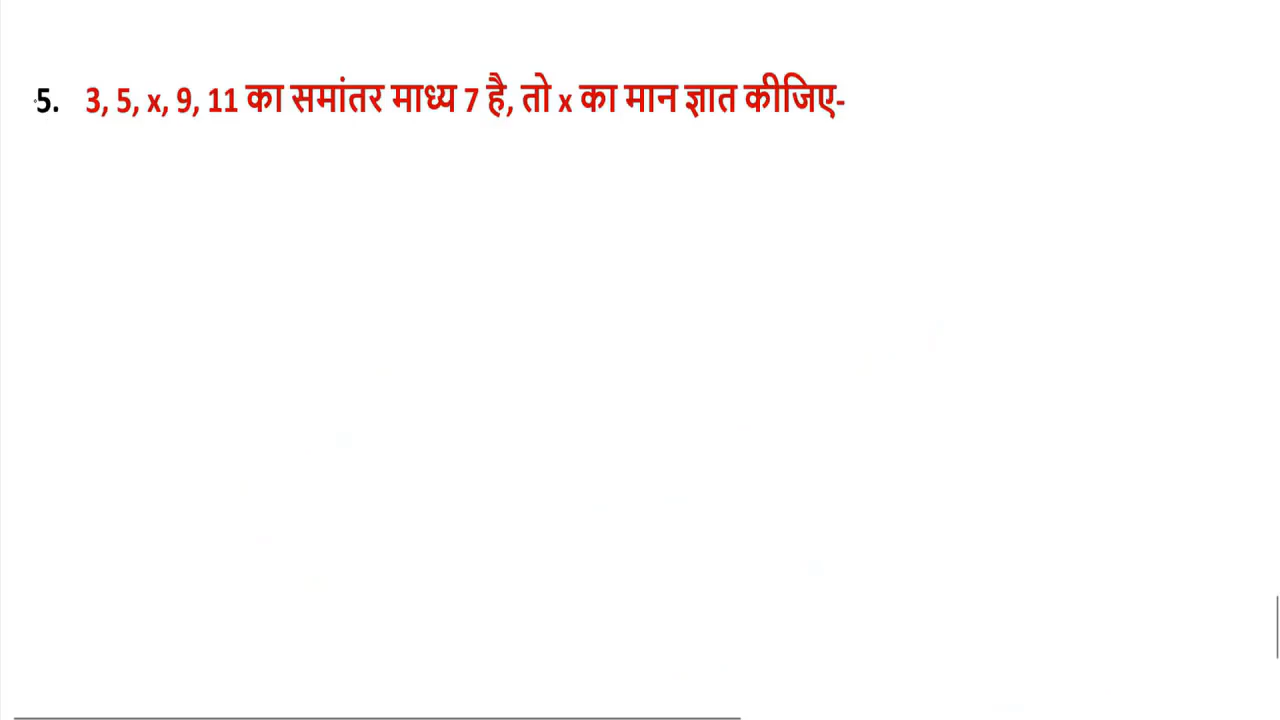 5. 3, 5, x, 9, 11 का समांतर माध्य 7 है, तो x का मान ज्ञात कीजिए-